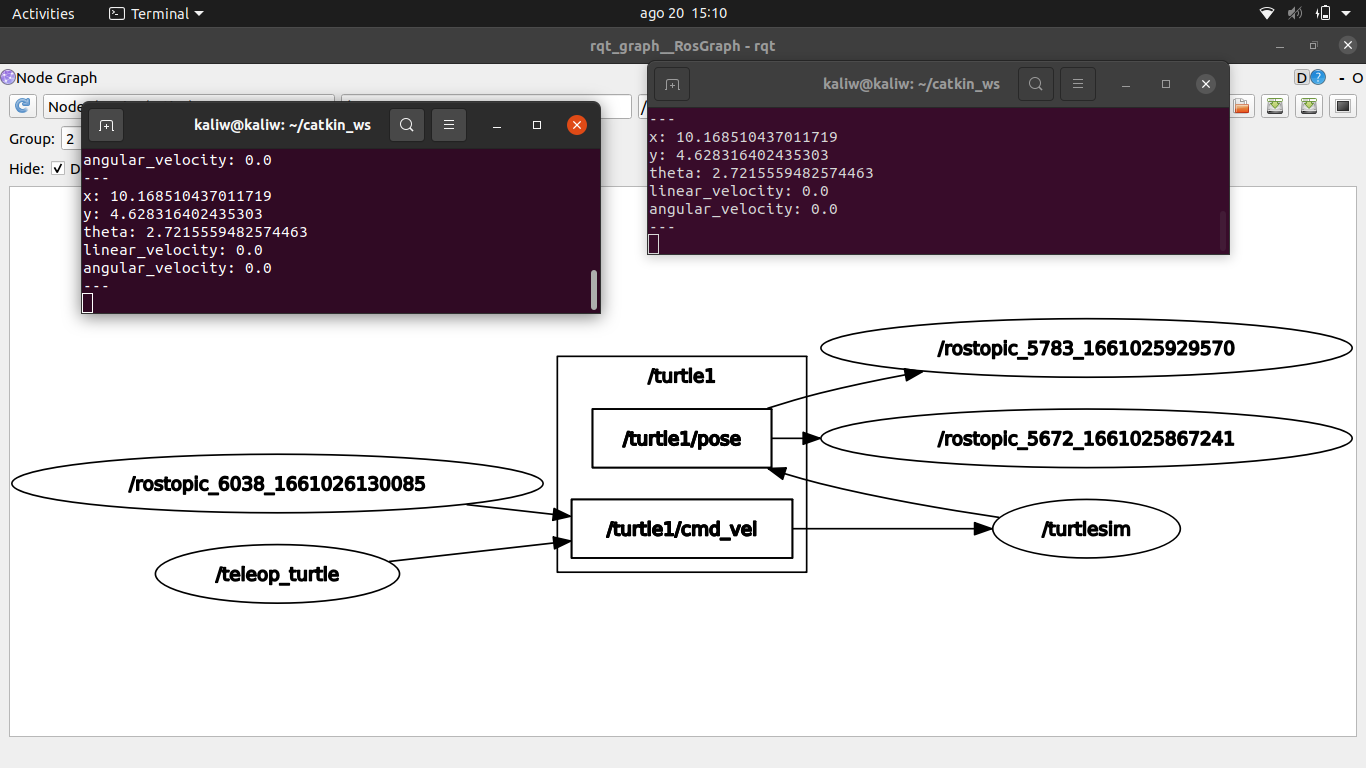 Activities
Terminal
ago 20 15:10
rqt_graph__RosGraph - rqt
Node Graph
D
- O
Group: 2
Hide:
kaliw@kaliw: ~/catkin_ws
angular_velocity: 0.0
---
x: 10.168510437011719
y: 4.628316402435303
theta: 2.7215559482574463
linear_velocity: 0.0
angular_velocity: 0.0
---
kaliw@kaliw: ~/catkin_ws
---
x: 10.168510437011719
y: 4.628316402435303
theta: 2.7215559482574463
linear_velocity: 0.0
angular_velocity: 0.0
---
/turtle1
/turtle1/pose
/turtle1/cmd_vel
/rostopic_5783_1661025929570
/rostopic_5672_1661025867241
/rostopic_6038_1661026130085
/turtlesim
/teleop_turtle